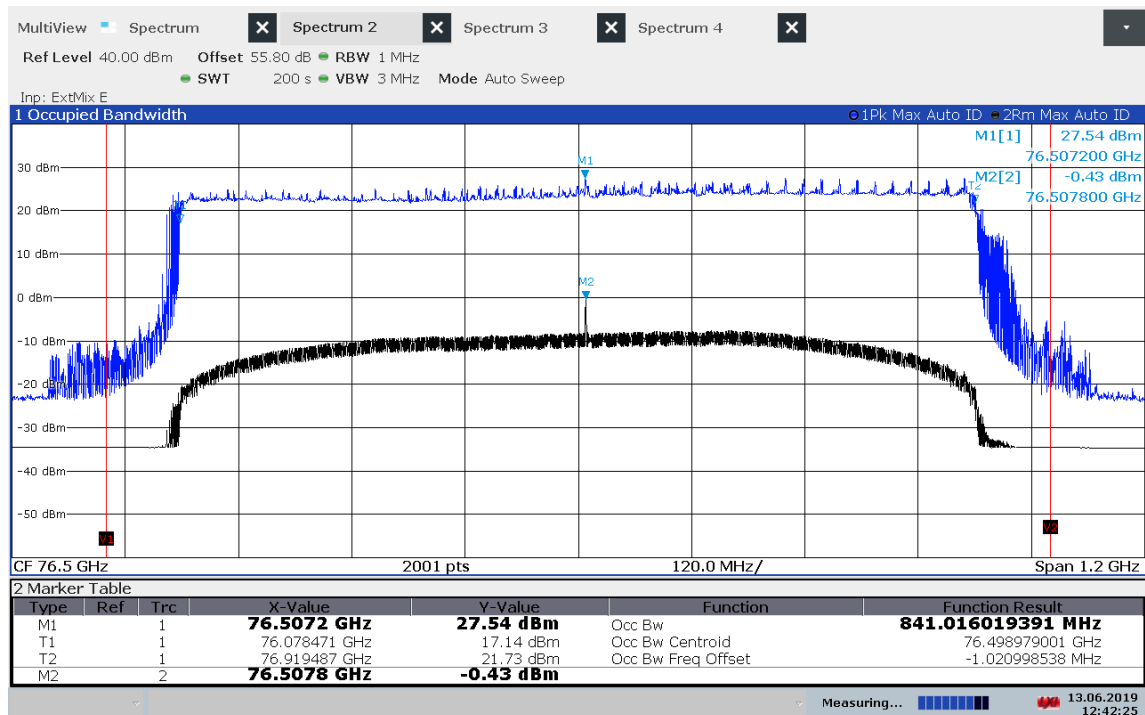 MultiView Spectrum Spectrum 2 Spectrum 3 Spectrum 4
Ref Level 40.00 dBm Offset 55.80 dB RBW 1 MHz
SWT 200 s VBW 3 MHz Mode Auto Sweep
Inp: ExtMix E
1 Occupied Bandwidth 1Pk Max Auto ID 2Rm Max Auto ID
M1[1] 27.54 dBm
76.507200 GHz
M2[2] -0.43 dBm
76.507800 GHz
30 dBm
M1
T2
T1
20 dBm
10 dBm
0 dBm
M2
-10 dBm
-20 dBm
-30 dBm
-40 dBm
-50 dBm
V1 V2
CF 76.5 GHz 2001 pts 120.0 MHz/ Span 1.2 GHz
2 Marker Table
Type Ref Trc X-Value Y-Value Function Function Result
M1 1 76.5072 GHz 27.54 dBm Occ Bw 841.016019391 MHz
T1 1 76.078471 GHz 17.14 dBm Occ Bw Centroid 76.498979001 GHz
T2 1 76.919487 GHz 21.73 dBm Occ Bw Freq Offset -1.020998538 MHz
M2 2 76.5078 GHz -0.43 dBm
Measuring... 13.06.2019
12:42:25